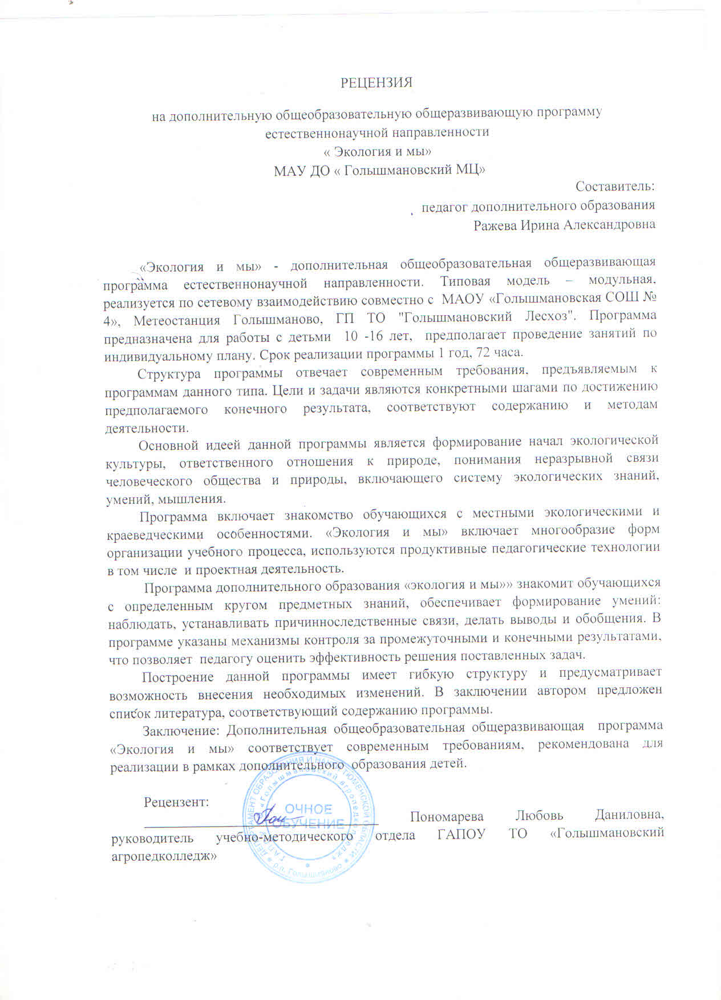 РЕЦЕНЗИЯ
на дополнительную общеобразовательную общеразвивающую программу
естественнонаучной направленности
« Экология и мы»
МАУ ДО « Голышмановский МЦ»
Составитель:
педагог дополнительного образования
Ражева Ирина Александровна
«Экология и мы» - дополнительная общеобразовательная общеразвивающая
программа естественнонаучной направленности. Типовая модель – модульная,
реализуется по сетевому взаимодействию совместно с МАОУ «Голышмановская СОШ №
4», Метеостанция Голышманово, ГП ТО "Голышмановский Лесхоз". Программа
предназначена для работы с детьми 10 -16 лет, предполагает проведение занятий по
индивидуальному плану. Срок реализации программы 1 год, 72 часа.
Структура программы отвечает современным требования, предъявляемым к
программам данного типа. Цели и задачи являются конкретными шагами по достижению
предполагаемого конечного результата, соответствуют содержанию и методам
деятельности.
Основной идеей данной программы является формирование начал экологической
культуры, ответственного отношения к природе, понимания неразрывной связи
человеческого общества и природы, включающего систему экологических знаний,
умений, мышления.
Программа включает знакомство обучающихся с местными экологическими и
краеведческими особенностями. «Экология и мы» включает многообразие форм
организации учебного процесса, используются продуктивные педагогические технологии
в том числе и проектная деятельность.
Программа дополнительного образования «экология и мы»» знакомит обучающихся
с определенным кругом предметных знаний, обеспечивает формирование умений:
наблюдать, устанавливать причинноследственные связи, делать выводы и обобщения. В
программе указаны механизмы контроля за промежуточными и конечными результатами,
что позволяет педагогу оценить эффективность решения поставленных задач.
Построение данной программы имеет гибкую структуру и предусматривает
возможность внесения необходимых изменений. В заключении автором предложен
список литература, соответствующий содержанию программы.
Заключение: Дополнительная общеобразовательная общеразвивающая программа
«Экология и мы» соответствует современным требованиям, рекомендована для
реализации в рамках дополнительного образования детей.
Рецензент:
Пономарева Любовь Даниловна,
руководитель учебно-методического отдела ГАПОУ ТО «Голышмановский
агропедколледж»
ДЕПАРТАМЕНТ ОБРАЗОВАНИЯ И НАУКИ ТЮМЕНСКОЙ ОБЛАСТИ
р.п. Голышманово
«Голышмановский агропедколледж»
ОЧНОЕ
ОБУЧЕНИЕ